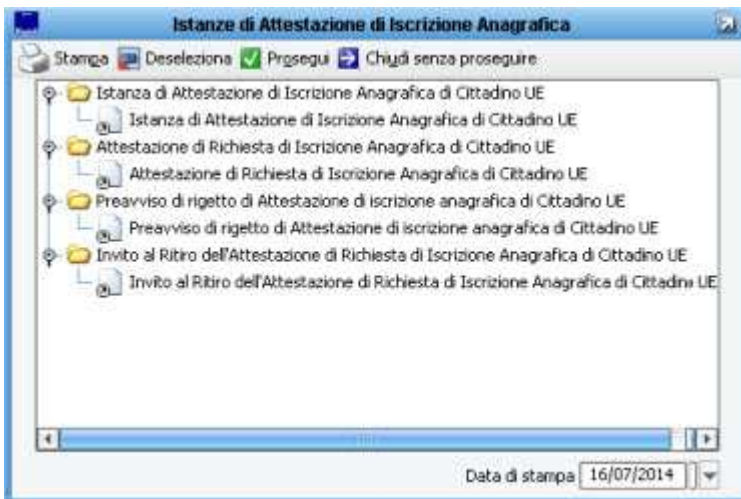 Istanze di Attestazione di Iscrizione Anagrafica
Stampa Deseleziona Prosegui Chiudi senza proseguire
Istanza di Attestazione di Iscrizione Anagrafica di Cittadino UE
Istanza di Attestazione di Iscrizione Anagrafica di Cittadino UE
Attestazione di Richiesta di Iscrizione Anagrafica di Cittadino UE
Attestazione di Richiesta di Iscrizione Anagrafica di Cittadino UE
Preavviso di rigetto di Attestazione di iscrizione anagrafica di Cittadino UE
Preavviso di rigetto di Attestazione di iscrizione anagrafica di Cittadino UE
Invito al Ritiro dell'Attestazione di Richiesta di Iscrizione Anagrafica di Cittadino UE
Invito al Ritiro dell'Attestazione di Richiesta di Iscrizione Anagrafica di Cittadino UE
Data di stampa 16/07/2014